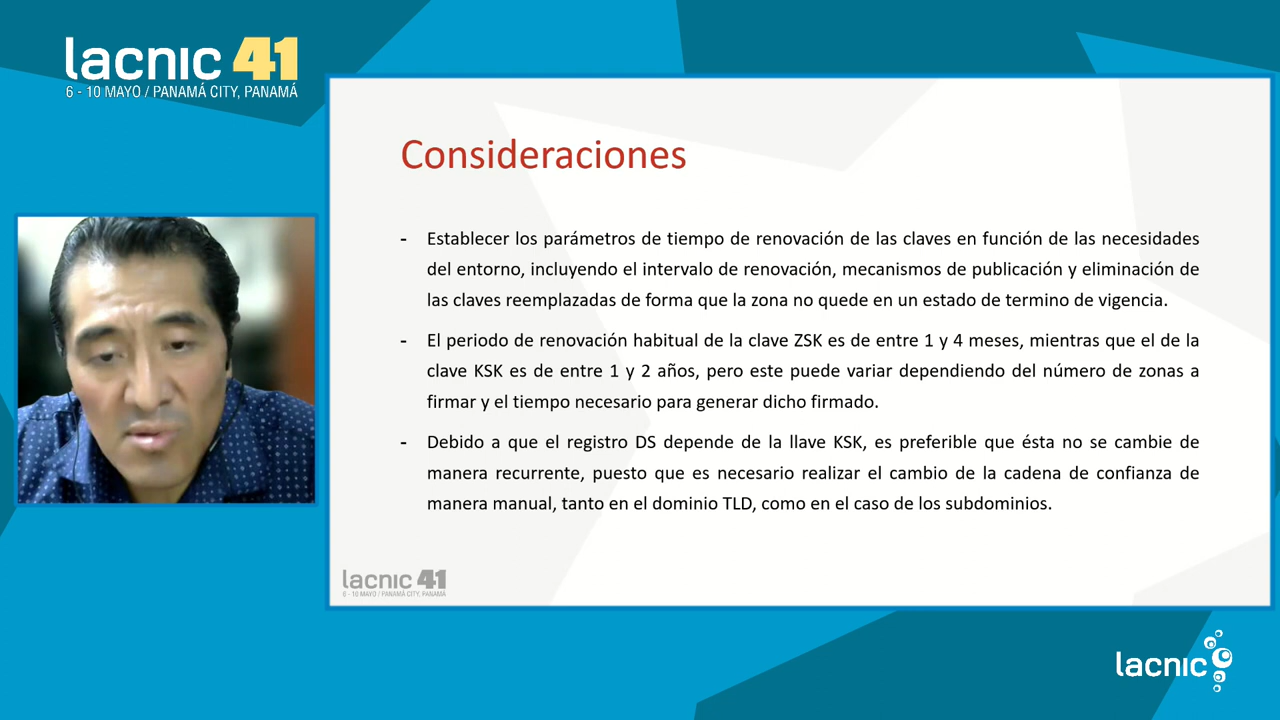 lacnic 41
6 - 10 MAYO / PANAMÁ CITY, PANAMÁ
Consideraciones
- Establecer los parámetros de tiempo de renovación de las claves en función de las necesidades
del entorno, incluyendo el intervalo de renovación, mecanismos de publicación y eliminación de
las claves reemplazadas de forma que la zona no quede en un estado de termino de vigencia.
- El periodo de renovación habitual de la clave ZSK es de entre 1 y 4 meses, mientras que el de la
clave KSK es de entre 1 y 2 años, pero este puede variar dependiendo del número de zonas a
firmar y el tiempo necesario para generar dicho firmado.
- Debido a que el registro DS depende de la llave KSK, es preferible que ésta no se cambie de
manera recurrente, puesto que es necesario realizar el cambio de la cadena de confianza de
manera manual, tanto en el dominio TLD, como en el caso de los subdominios.
lacnic 41
6 - 10 MAYO / PANAMÁ CITY, PANAMÁ
lacnic